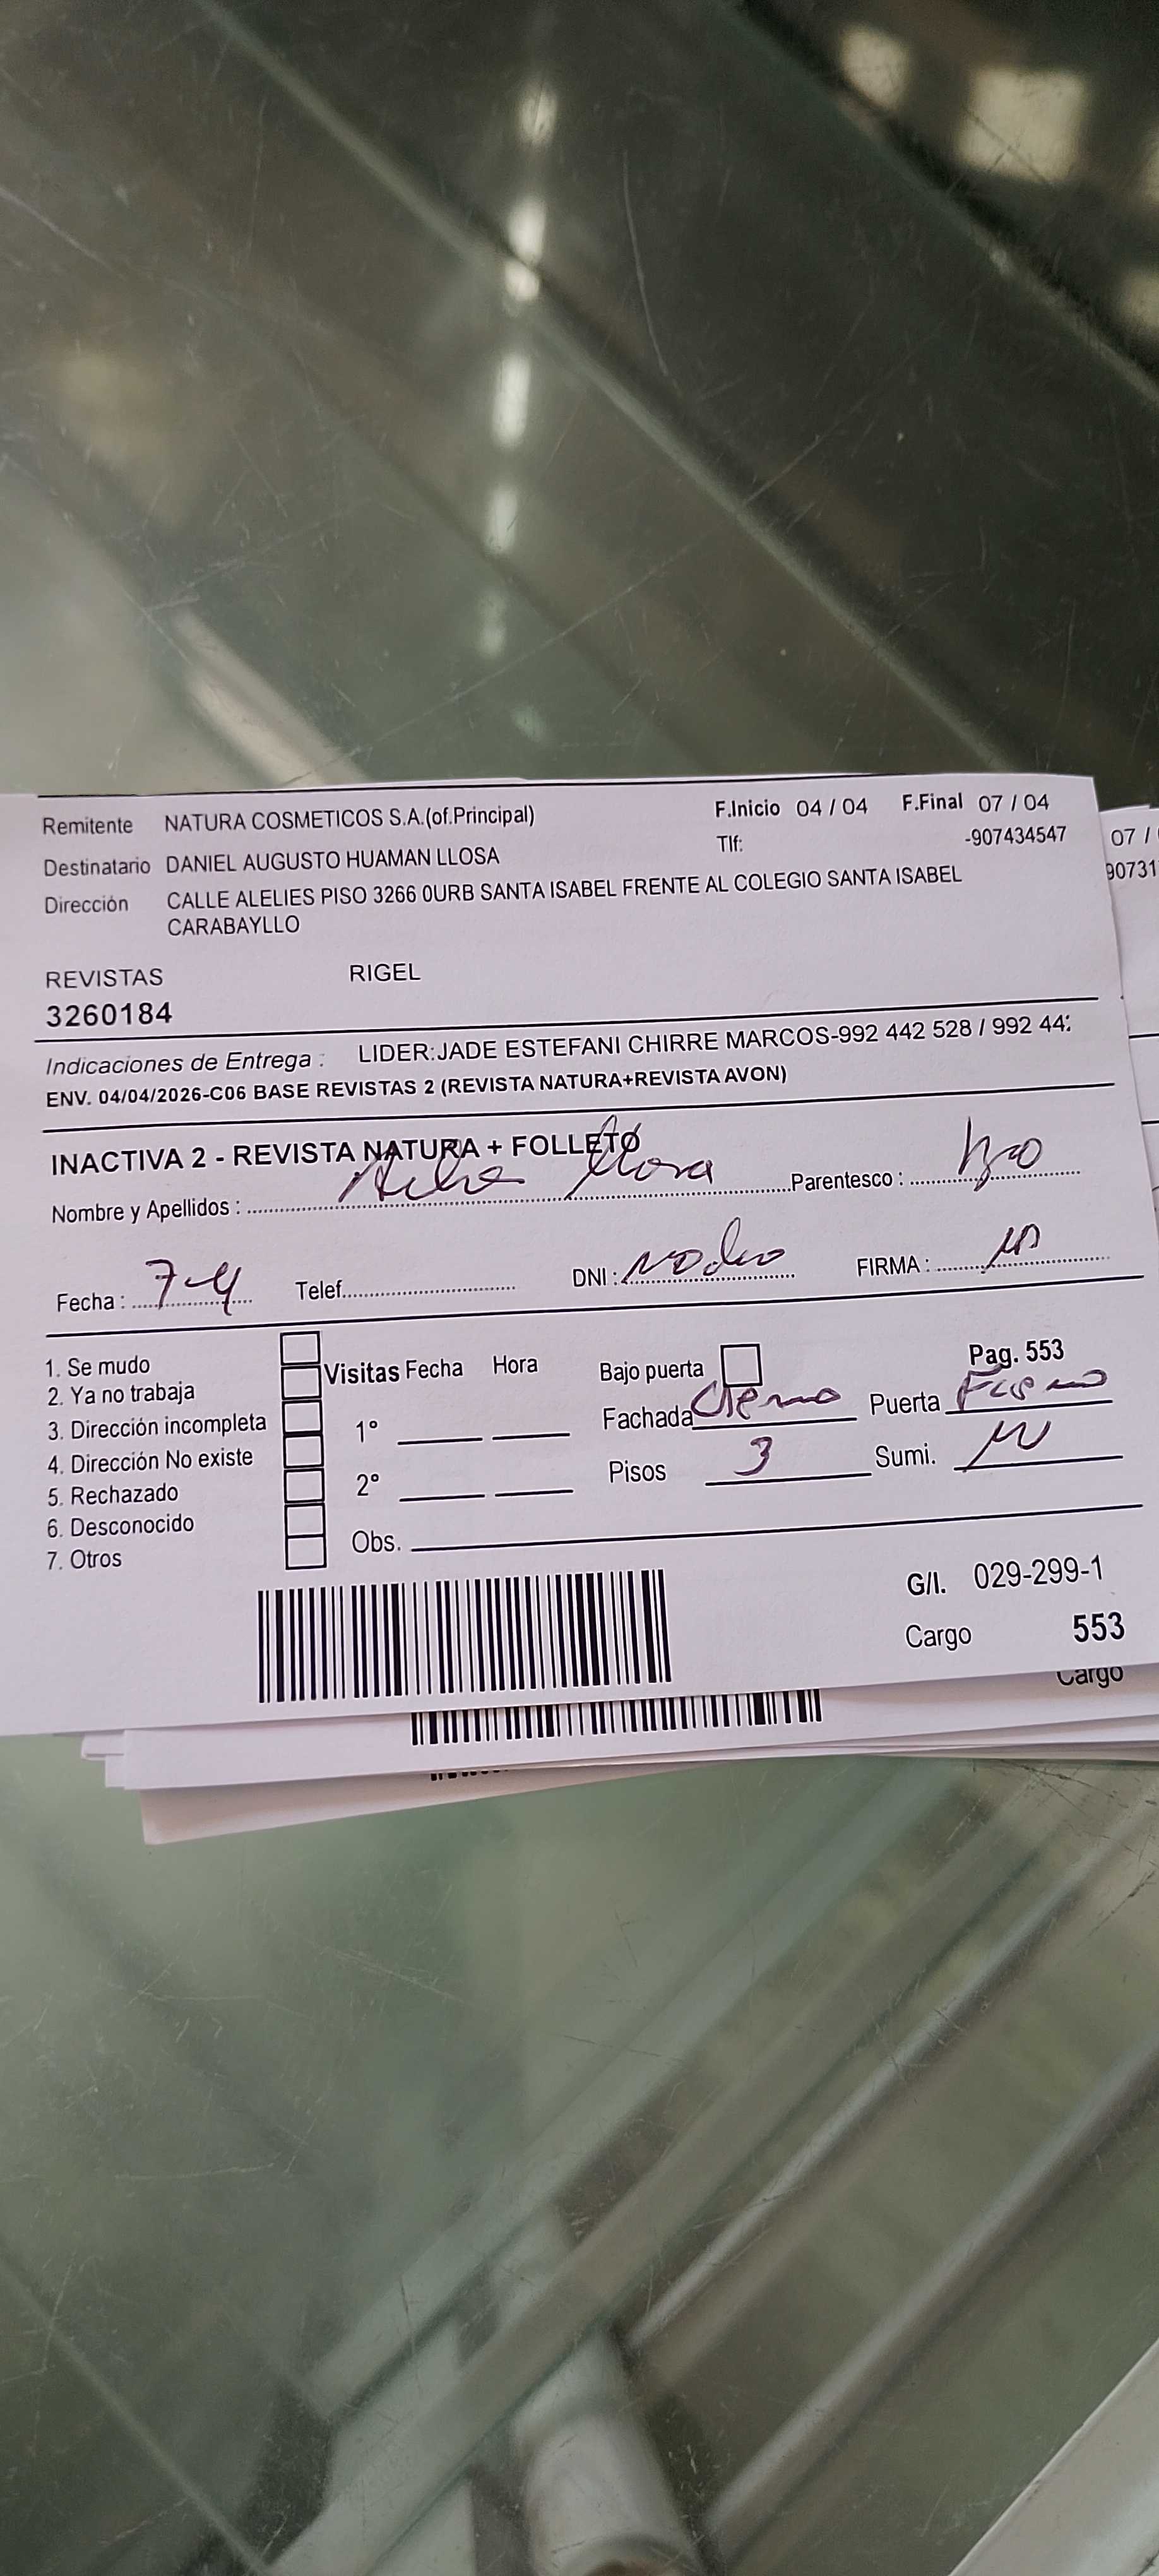 Remitente NATURA COSMETICOS S.A.(of.Principal) F.Inicio 04 / 04 F.Final 07 / 04
Destinatario DANIEL AUGUSTO HUAMAN LLOSA Tlf: -907434547
Dirección CALLE ALELIES PISO 3266 0URB SANTA ISABEL FRENTE AL COLEGIO SANTA ISABEL
CARABAYLLO
REVISTAS RIGEL
3260184
Indicaciones de Entrega : LIDER:JADE ESTEFANI CHIRRE MARCOS-992 442 528 / 992 44
ENV. 04/04/2026-C06 BASE REVISTAS 2 (REVISTA NATURA+REVISTA AVON)
INACTIVA 2 - REVISTA NATURA + FOLLETO
Nombre y Apellidos : Llosa Parentesco :
Fecha : 7-4 Telef. DNI : FIRMA :
1. Se mudo
2. Ya no trabaja
3. Dirección incompleta
4. Dirección No existe
5. Rechazado
6. Desconocido
7. Otros
Visitas Fecha Hora
1°
2°
Obs.
Bajo puerta Pag. 553
Fachada Puerta
Pisos 3 Sumi.
G/I. 029-299-1
Cargo 553
Cargo
07 /
90731